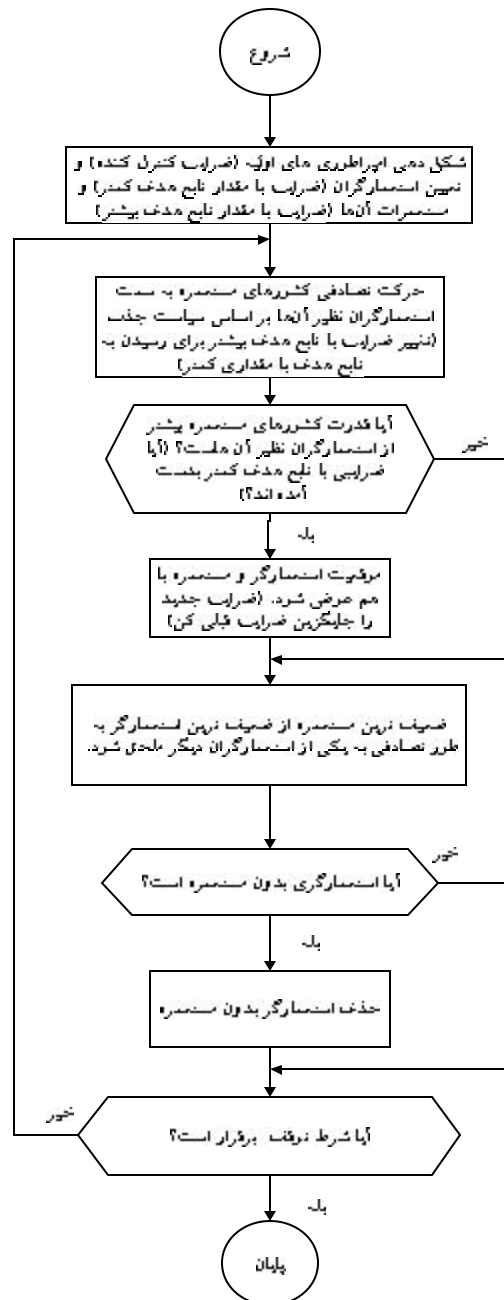 شروع
شکل دهی امپراطوری های اولیه (ضرایب کنترل کننده) و
تعیین استعمارگران (ضرایب با مقدار تابع هدف کمتر) و
مستعمرات آن‌ها (ضرایب با مقدار تابع هدف بیشتر)
حرکت تصادفی کشورهای مستعمره به سمت
استعمارگران نظیر آن‌ها بر اساس سیاست جذب
(تغییر ضرایب با تابع هدف بیشتر برای رسیدن به
تابع هدف با مقداری کمتر)
آیا قدرت کشورهای مستعمره بیشتر
از استعمارگران نظیر آن هاست؟ (آیا
ضرایبی با تابع هدف کمتر بدست
آمده اند؟)
خیر
بله
موقعیت استعمارگر و مستعمره با
هم عوض شود. (ضرایب جدید
را جایگزین ضرایب قبلی کن)
ضعیف ترین مستعمره از ضعیف ترین استعمارگر به
طور تصادفی به یکی از استعمارگران دیگر ملحق شود.
آیا استعمارگری بدون مستعمره است؟
خیر
بله
حذف استعمارگر بدون مستعمره
آیا شرط توقف برقرار است؟
خیر
بله
پایان